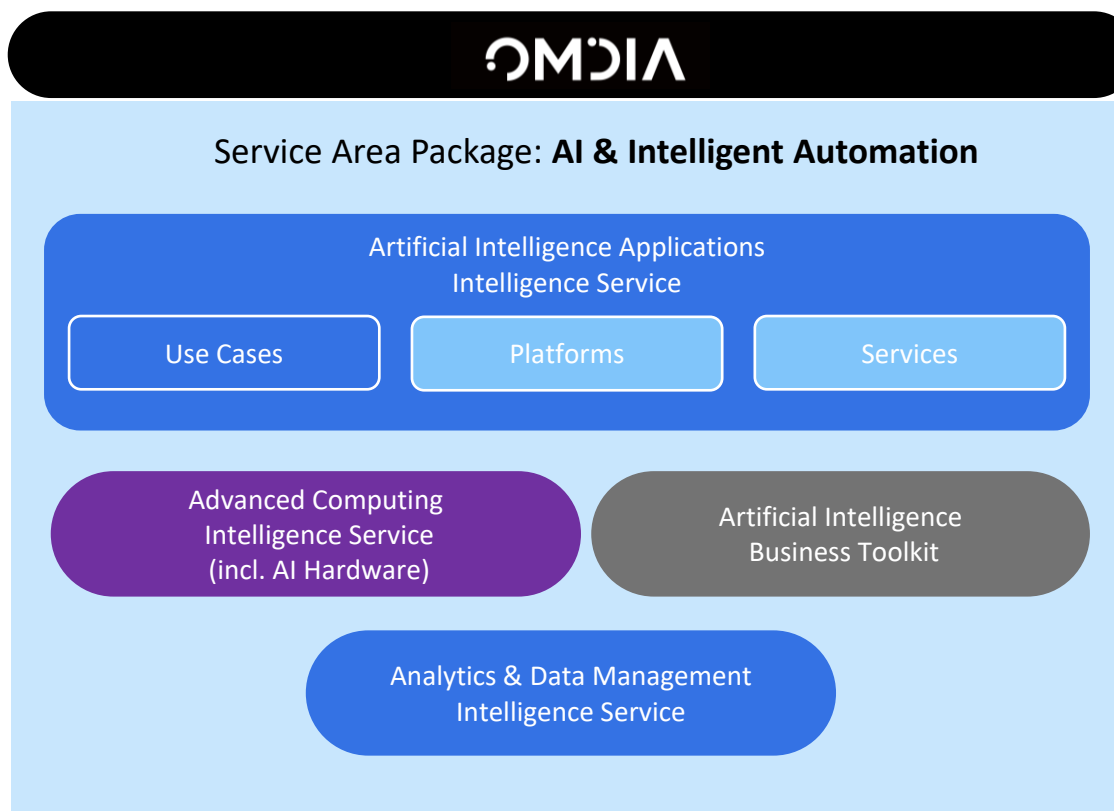 OMDIA
Service Area Package: AI & Intelligent Automation
Artificial Intelligence Applications
Intelligence Service
Use Cases
Platforms
Services
Advanced Computing
Intelligence Service
(incl. AI Hardware)
Artificial Intelligence
Business Toolkit
Analytics & Data Management
Intelligence Service